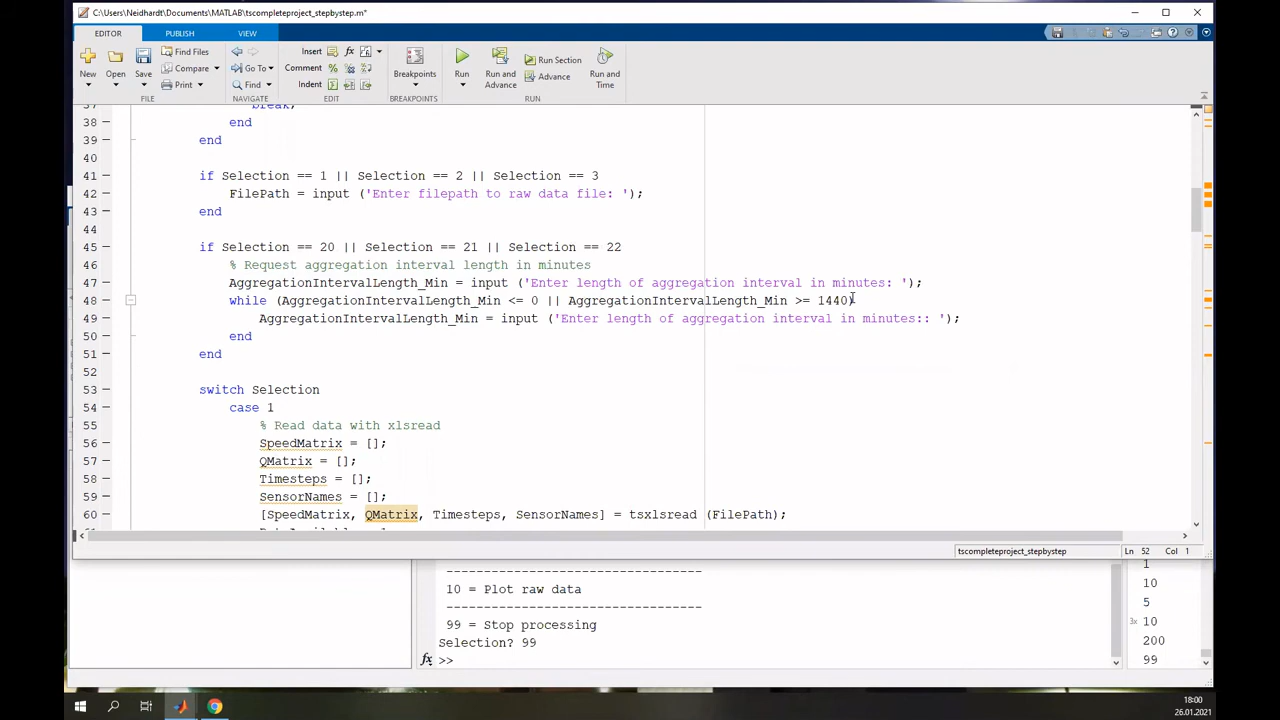 C:\Users\Neidhardt\Documents\MATLAB\tscompleteproject_stepbystep.m*
EDITOR PUBLISH VIEW
New Open Save Find Files Compare Print Go To Find Insert Comment Indent Breakpoints Run Run and Advance Run Section Advance Run and Time
FILE NAVIGATE EDIT BREAKPOINTS RUN
37 break;
38 end
39 end
40
41 if Selection == 1 || Selection == 2 || Selection == 3
42 FilePath = input ('Enter filepath to raw data file: ');
43 end
44
45 if Selection == 20 || Selection == 21 || Selection == 22
46 % Request aggregation interval length in minutes
47 AggregationIntervalLength_Min = input ('Enter length of aggregation interval in minutes: ');
48 while (AggregationIntervalLength_Min <= 0 || AggregationIntervalLength_Min >= 1440)
49 AggregationIntervalLength_Min = input ('Enter length of aggregation interval in minutes:: ');
50 end
51 end
52
53 switch Selection
54 case 1
55 % Read data with xlsread
56 SpeedMatrix = [];
57 QMatrix = [];
58 Timesteps = [];
59 SensorNames = [];
60 [SpeedMatrix, QMatrix, Timesteps, SensorNames] = tsxlsread (FilePath);
tscompleteproject_stepbystep Ln 52 Col 1
--------------------------------- 1
10 = Plot raw data 10
--------------------------------- 5
99 = Stop processing 3x 10
Selection? 99 200
fx >> 99
18:00
26.01.2021